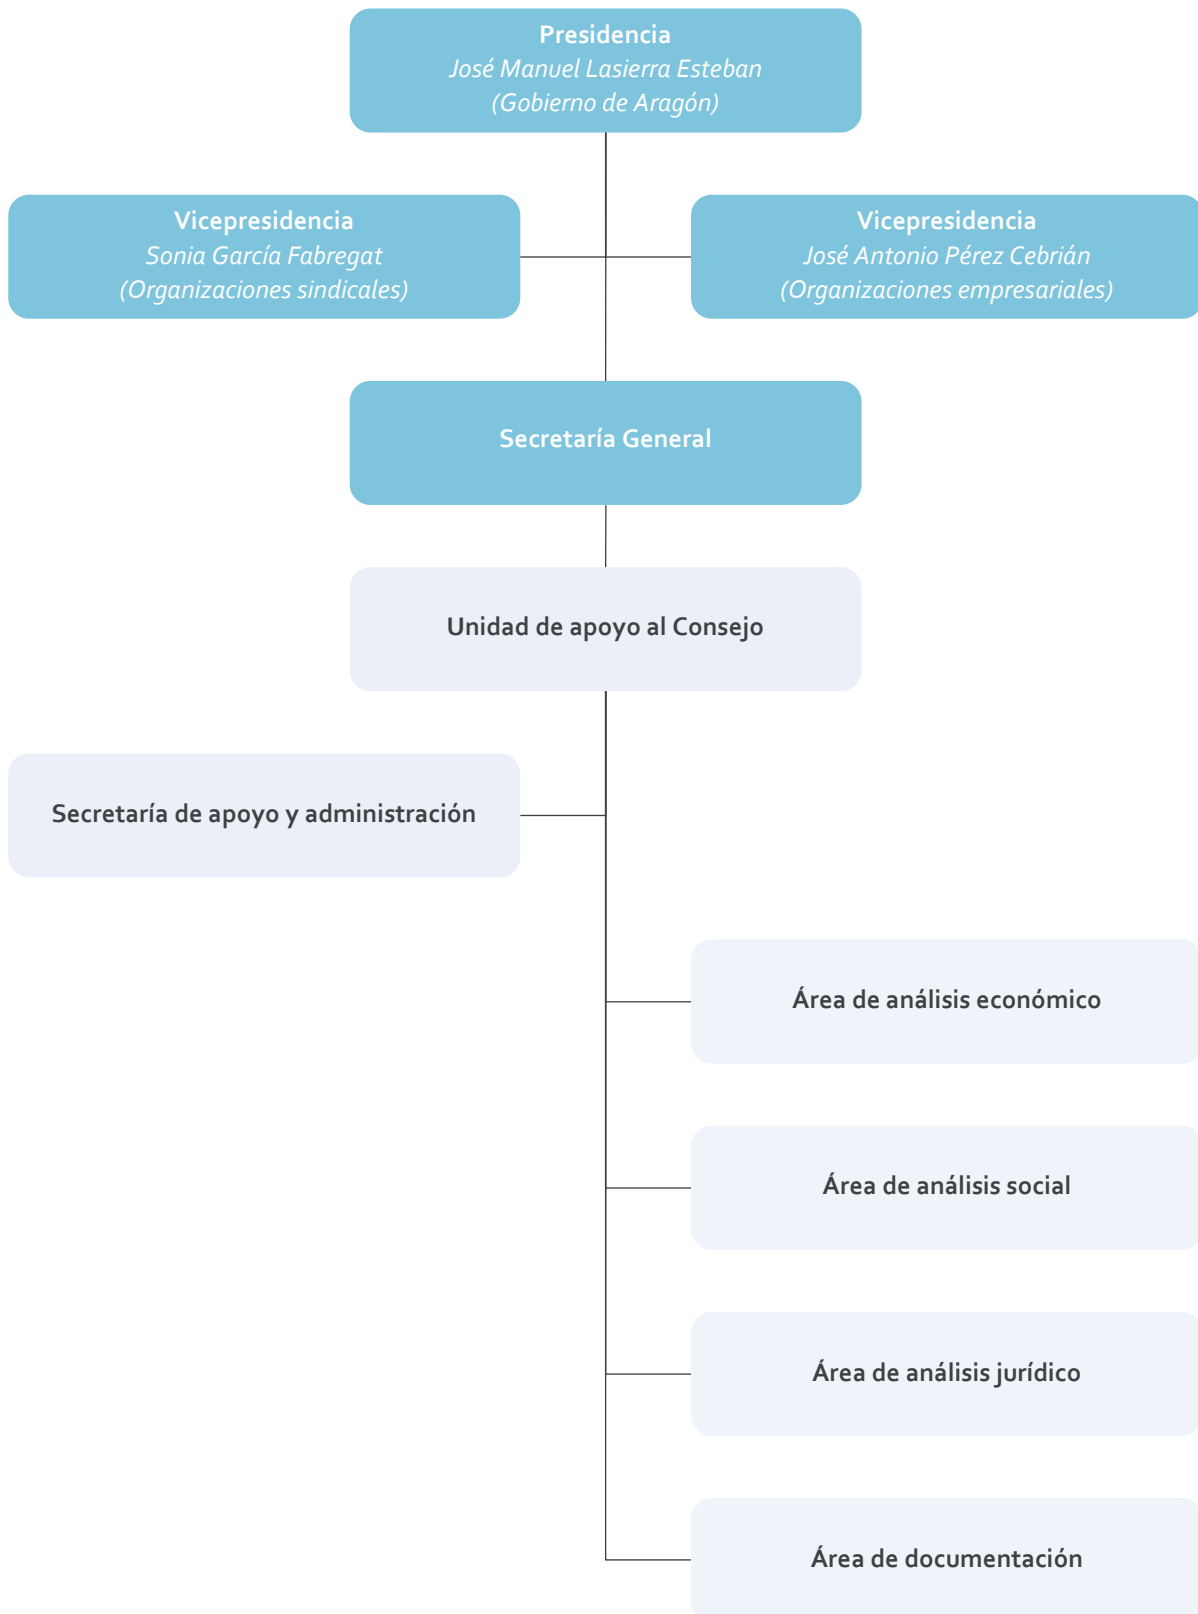 Presidencia
José Manuel Lasierra Esteban
(Gobierno de Aragón)
Vicepresidencia
Sonia García Fabregat
(Organizaciones sindicales)
Vicepresidencia
José Antonio Pérez Cebrián
(Organizaciones empresariales)
Secretaría General
Unidad de apoyo al Consejo
Secretaría de apoyo y administración
Área de análisis económico
Área de análisis social
Área de análisis jurídico
Área de documentación